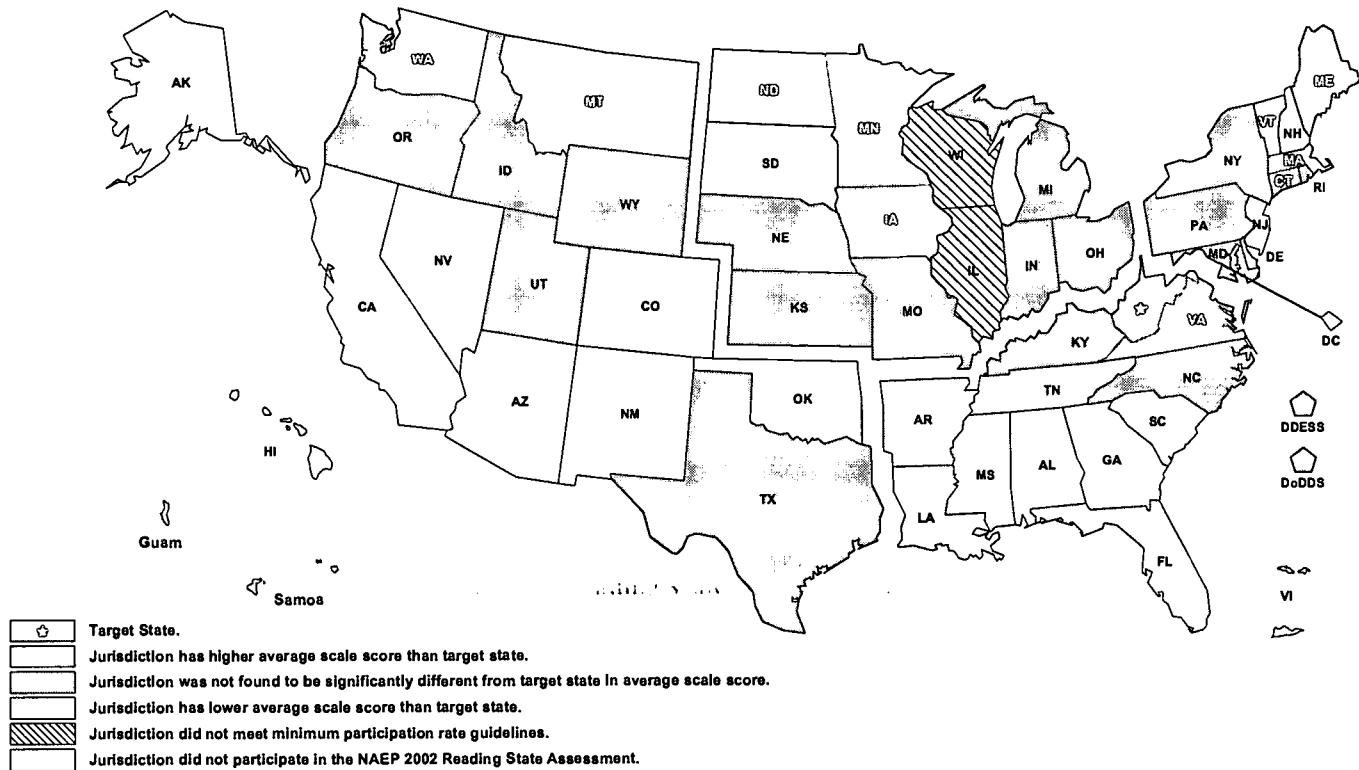 AK
WA
MT
ND
MN
ME
VT
NH
OR
ID
SD
WI
NY
MA
CT
RI
WY
MI
IA
PA
NJ
NE
NV
UT
CO
CA
KS
MO
IL
IN
OH
MD
DE
VA
DC
KY
AZ
NM
OK
AR
TN
NC
SC
DDESS
HI
TX
MS
AL
GA
DoDDS
LA
Guam
FL
Samoa
VI
Target State.
Jurisdiction has higher average scale score than target state.
Jurisdiction was not found to be significantly different from target state in average scale score.
Jurisdiction has lower average scale score than target state.
Jurisdiction did not meet minimum participation rate guidelines.
Jurisdiction did not participate in the NAEP 2002 Reading State Assessment.